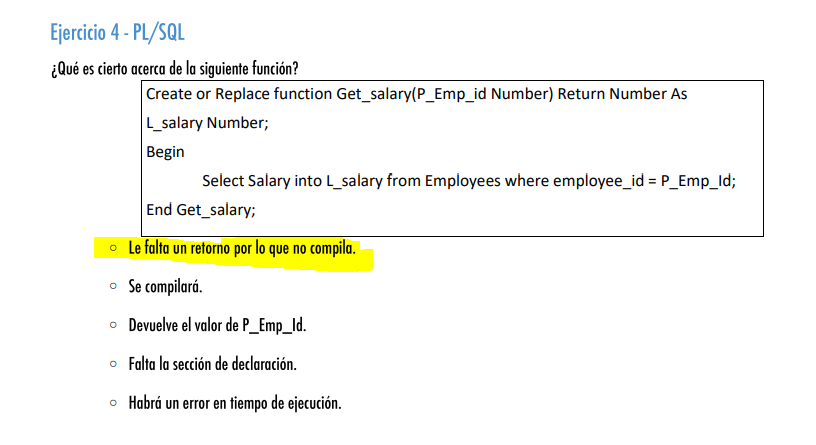 Ejercicio 4 - PL/SQL
¿Qué es cierto acerca de la siguiente función?
Create or Replace function Get_salary(P_Emp_id Number) Return Number As
L_salary Number;
Begin
Select Salary into L_salary from Employees where employee_id = P_Emp_Id;
End Get_salary;
○ Le falta un retorno por lo que no compila.
○ Se compilará.
○ Devuelve el valor de P_Emp_Id.
○ Falta la sección de declaración.
○ Habrá un error en tiempo de ejecución.